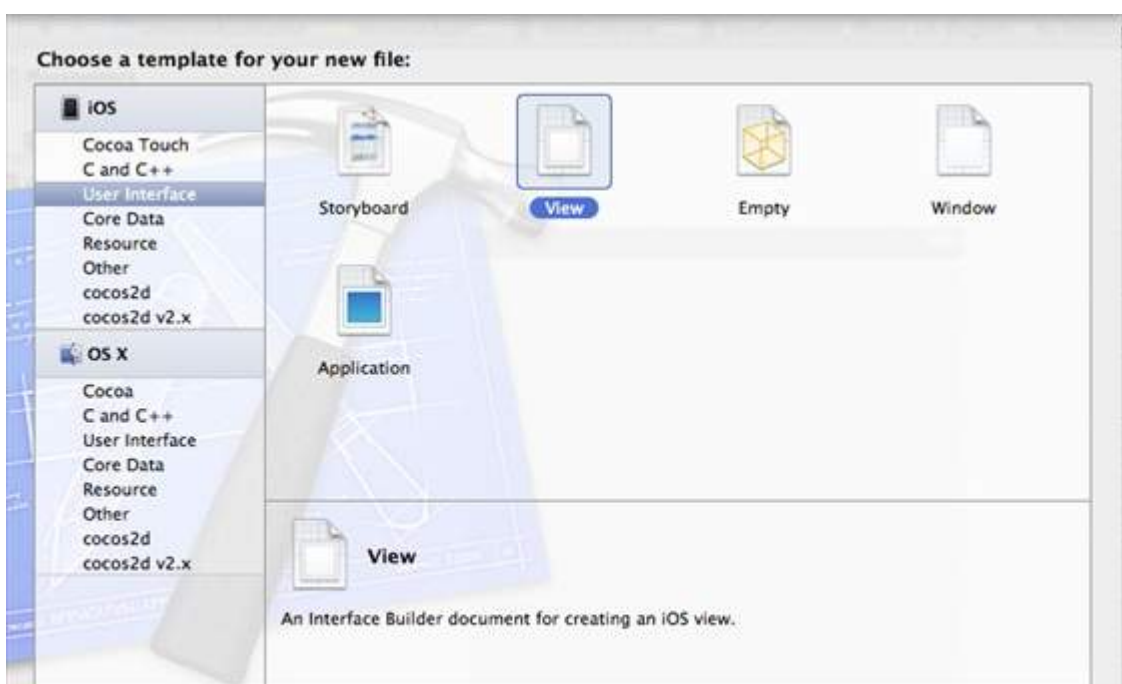 Choose a template for your new file:
iOS
Cocoa Touch
C and C++
User Interface
Core Data
Resource
Other
cocos2d
cocos2d v2.x
OS X
Cocoa
C and C++
User Interface
Core Data
Resource
Other
cocos2d
cocos2d v2.x
Storyboard
View
Empty
Window
Application
View
An Interface Builder document for creating an iOS view.